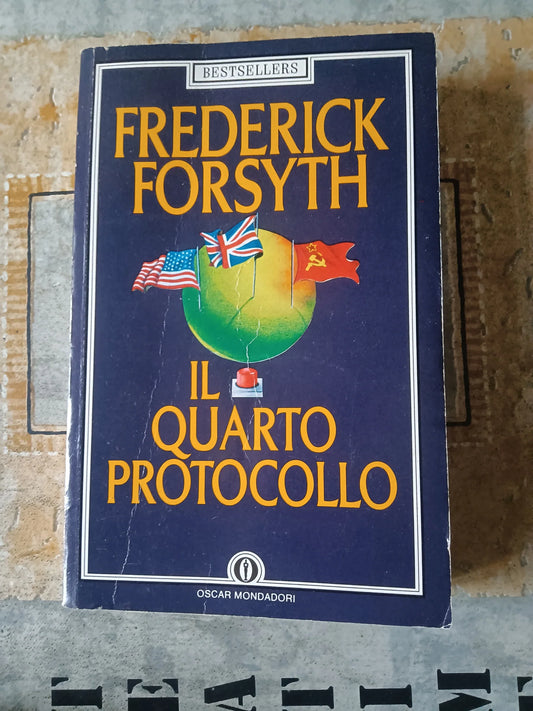 BESTSELLERS
FREDERICK
FORSYTH
IL
QUARTO
PROTOCOLLO
OSCAR MONDADORI